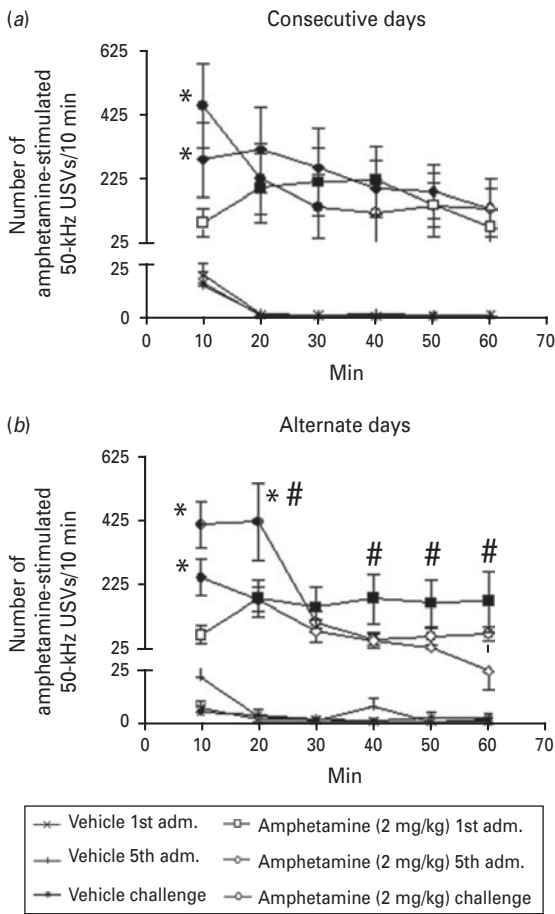 (a) Consecutive days
Number of
amphetamine-stimulated
50-kHz USVs/10 min
625
425
225
25
25
0
* 
*
0 10 20 30 40 50 60 70
Min
(b) Alternate days
Number of
amphetamine-stimulated
50-kHz USVs/10 min
625
425
225
25
25
0
*
* #
*
# # #
0 10 20 30 40 50 60 70
Min
Vehicle 1st adm.
Vehicle 5th adm.
Vehicle challenge
Amphetamine (2 mg/kg) 1st adm.
Amphetamine (2 mg/kg) 5th adm.
Amphetamine (2 mg/kg) challenge